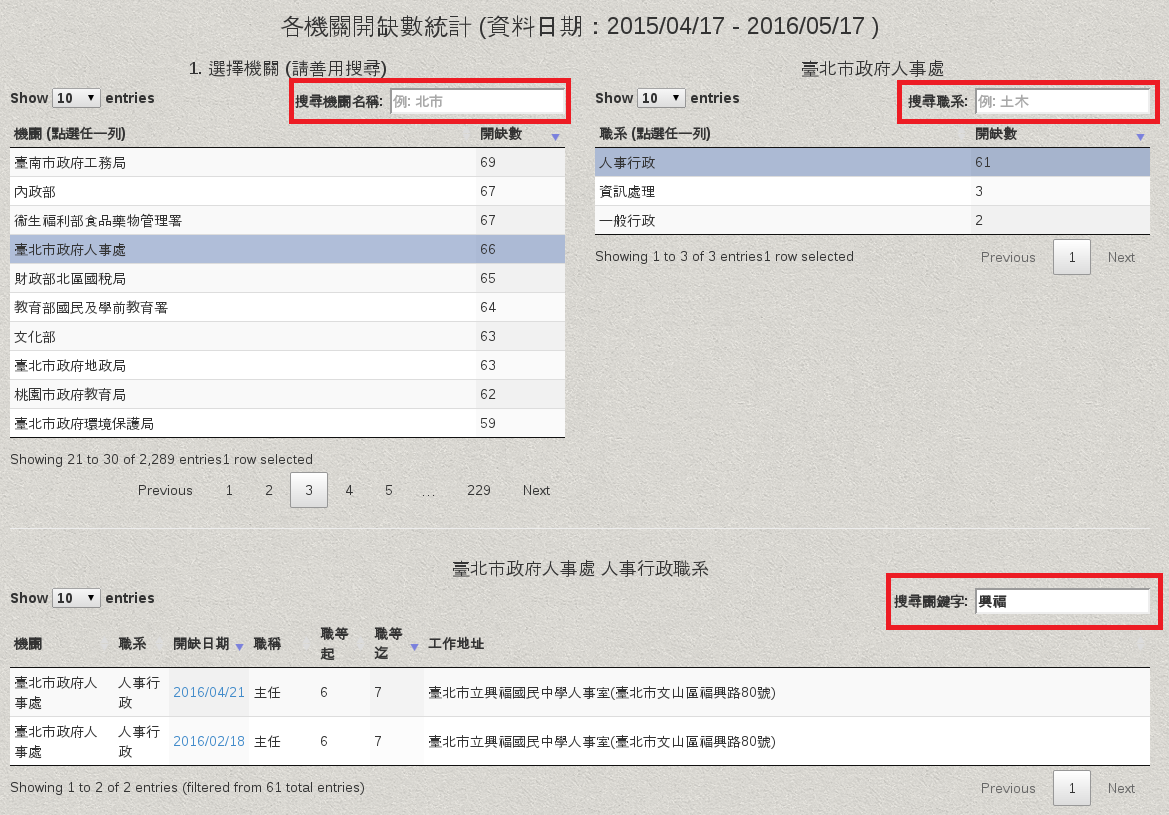 各機關開缺數統計 (資料日期：2015/04/17 - 2016/05/17 )
1. 選擇機關 (請善用搜尋)
Show 10 entries 搜尋機關名稱: 例: 北市
機關 (點選任一列) 開缺數
臺南市政府工務局 69
內政部 67
衞生福利部食品藥物管理署 67
臺北市政府人事處 66
財政部北區國稅局 65
教育部國民及學前教育署 64
文化部 63
臺北市政府地政局 63
桃園市政府教育局 62
臺北市政府環境保護局 59
Showing 21 to 30 of 2,289 entries1 row selected
Previous 1 2 3 4 5 … 229 Next
臺北市政府人事處
Show 10 entries 搜尋職系: 例: 土木
職系 (點選任一列) 開缺數
人事行政 61
資訊處理 3
一般行政 2
Showing 1 to 3 of 3 entries1 row selected Previous 1 Next
臺北市政府人事處 人事行政職系
Show 10 entries 搜尋關鍵字: 興福
機關 職系 開缺日期 職稱 職等起 職等迄 工作地址
臺北市政府人事處 人事行政 2016/04/21 主任 6 7 臺北市立興福國民中學人事室(臺北市文山區福興路80號)
臺北市政府人事處 人事行政 2016/02/18 主任 6 7 臺北市立興福國民中學人事室(臺北市文山區福興路80號)
Showing 1 to 2 of 2 entries (filtered from 61 total entries) Previous 1 Next